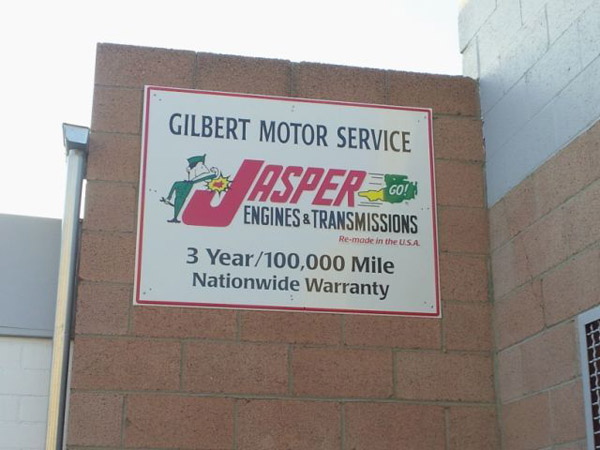 GILBERT MOTOR SERVICE
JASPER
GO!
ENGINES & TRANSMISSIONS
Re-made in the U.S.A.
3 Year/100,000 Mile
Nationwide Warranty